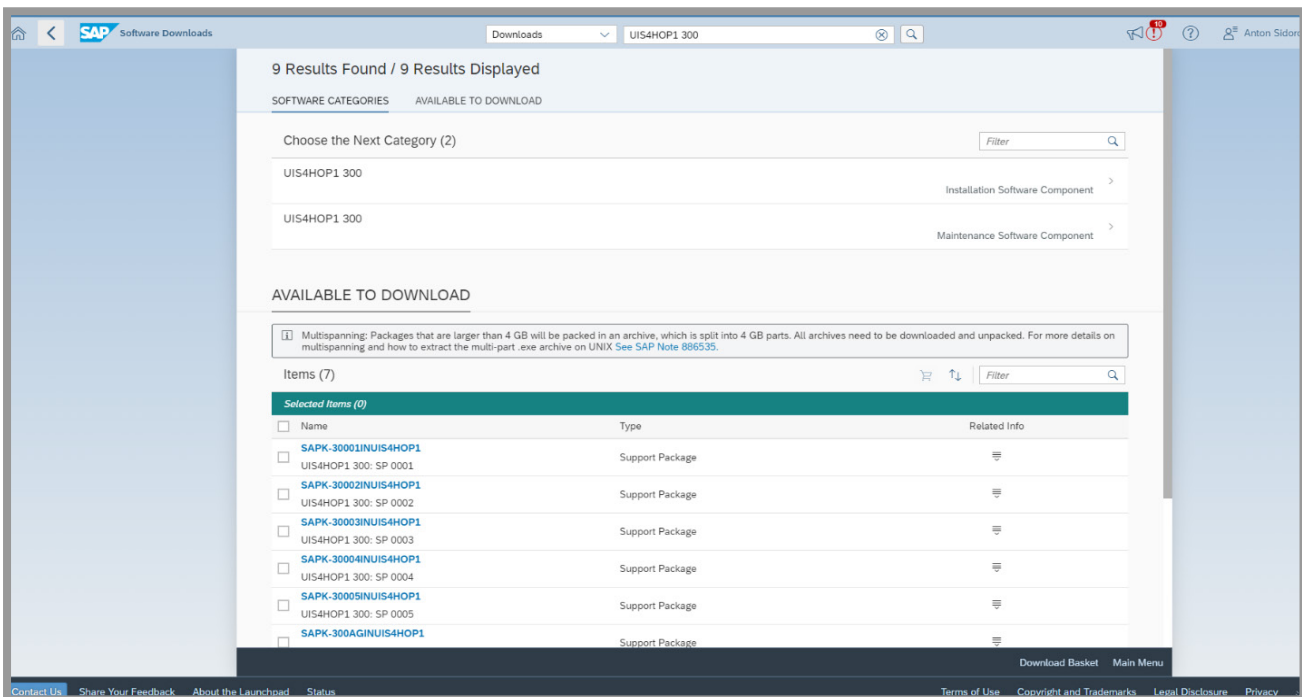 SAP Software Downloads Downloads UIS4HOP1 300 10 Anton Sidoro
9 Results Found / 9 Results Displayed
SOFTWARE CATEGORIES AVAILABLE TO DOWNLOAD
Choose the Next Category (2) Filter
UIS4HOP1 300
Installation Software Component
UIS4HOP1 300
Maintenance Software Component
AVAILABLE TO DOWNLOAD
Multispanning: Packages that are larger than 4 GB will be packed in an archive, which is split into 4 GB parts. All archives need to be downloaded and unpacked. For more details on
multispanning and how to extract the multi-part .exe archive on UNIX See SAP Note 886535.
Items (7) Filter
Selected Items (0)
Name Type Related Info
SAPK-30001INUIS4HOP1
UIS4HOP1 300: SP 0001 Support Package
SAPK-30002INUIS4HOP1
UIS4HOP1 300: SP 0002 Support Package
SAPK-30003INUIS4HOP1
UIS4HOP1 300: SP 0003 Support Package
SAPK-30004INUIS4HOP1
UIS4HOP1 300: SP 0004 Support Package
SAPK-30005INUIS4HOP1
UIS4HOP1 300: SP 0005 Support Package
SAPK-300AGINUIS4HOP1
Support Package
Download Basket Main Menu
Contact Us Share Your Feedback About the Launchpad Status Terms of Use Copyright and Trademarks Legal Disclosure Privacy